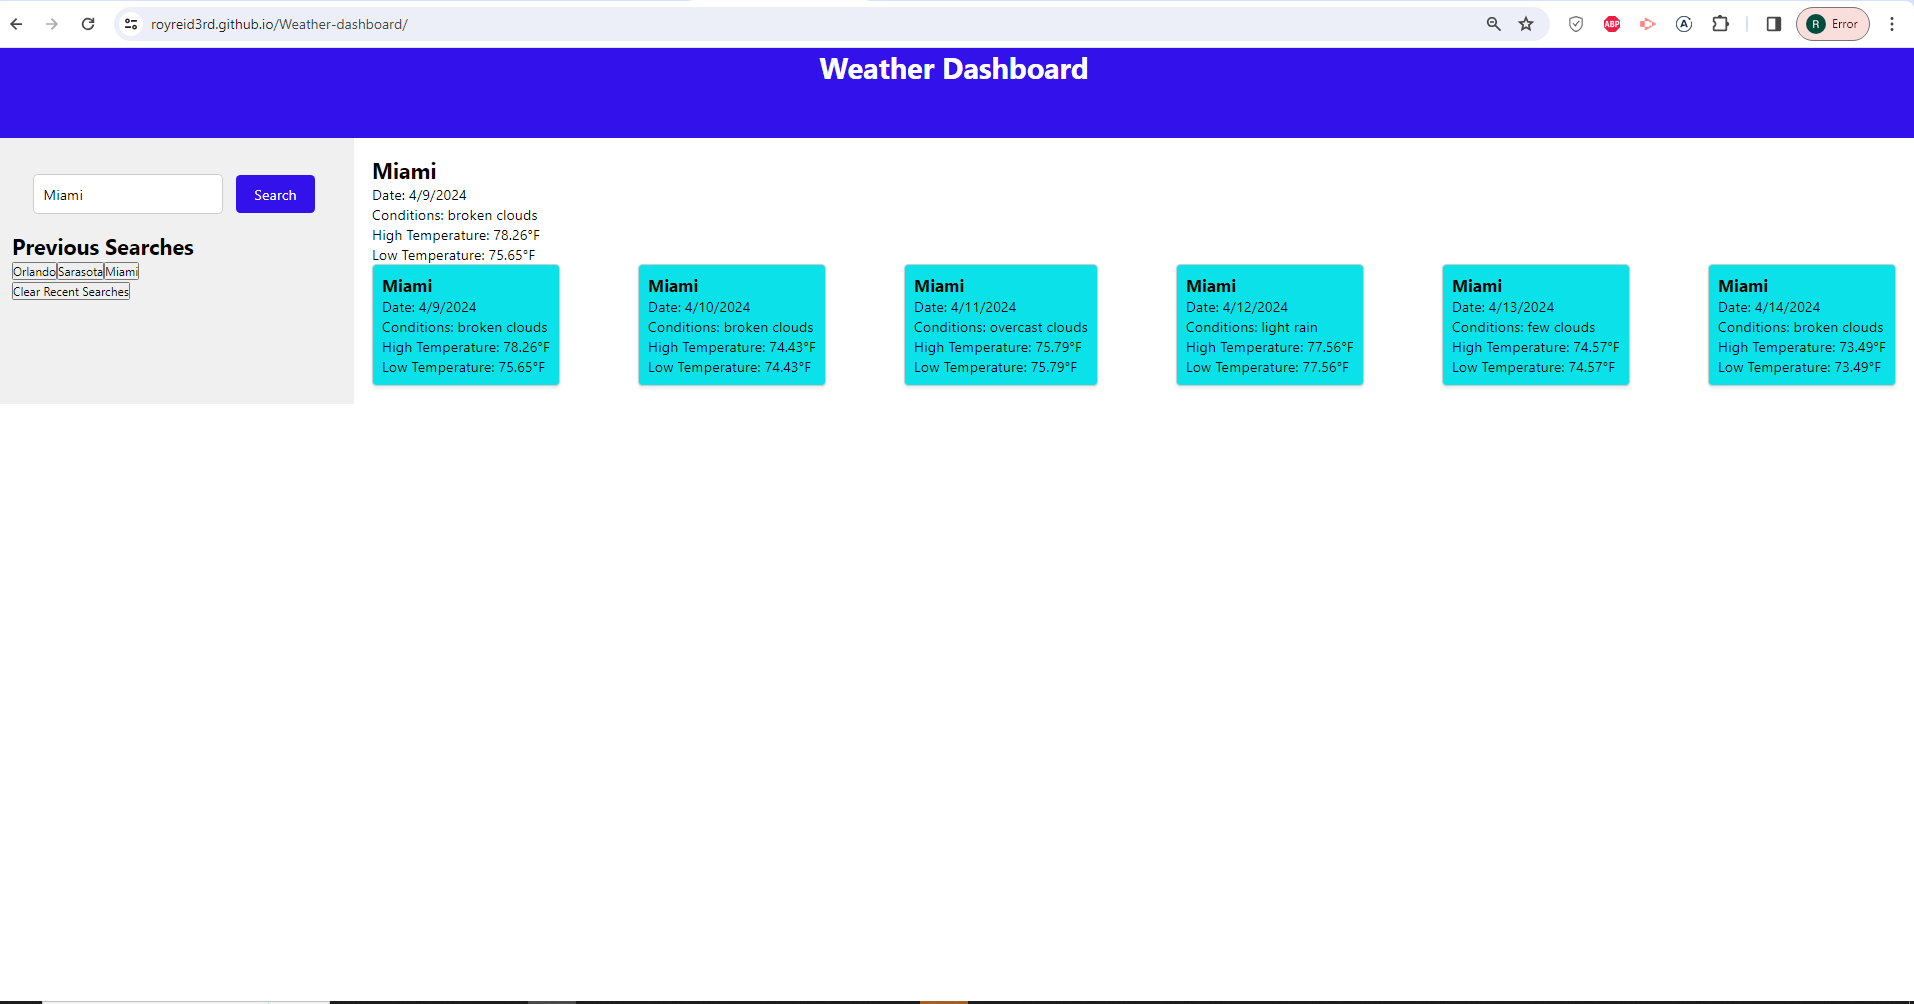 royreid3rd.github.io/Weather-dashboard/
ABP
A
R Error
Weather Dashboard
Miami
Search
Previous Searches
Orlando Sarasota Miami
Clear Recent Searches
Miami
Date: 4/9/2024
Conditions: broken clouds
High Temperature: 78.26°F
Low Temperature: 75.65°F
Miami
Date: 4/9/2024
Conditions: broken clouds
High Temperature: 78.26°F
Low Temperature: 75.65°F
Miami
Date: 4/10/2024
Conditions: broken clouds
High Temperature: 74.43°F
Low Temperature: 74.43°F
Miami
Date: 4/11/2024
Conditions: overcast clouds
High Temperature: 75.79°F
Low Temperature: 75.79°F
Miami
Date: 4/12/2024
Conditions: light rain
High Temperature: 77.56°F
Low Temperature: 77.56°F
Miami
Date: 4/13/2024
Conditions: few clouds
High Temperature: 74.57°F
Low Temperature: 74.57°F
Miami
Date: 4/14/2024
Conditions: broken clouds
High Temperature: 73.49°F
Low Temperature: 73.49°F